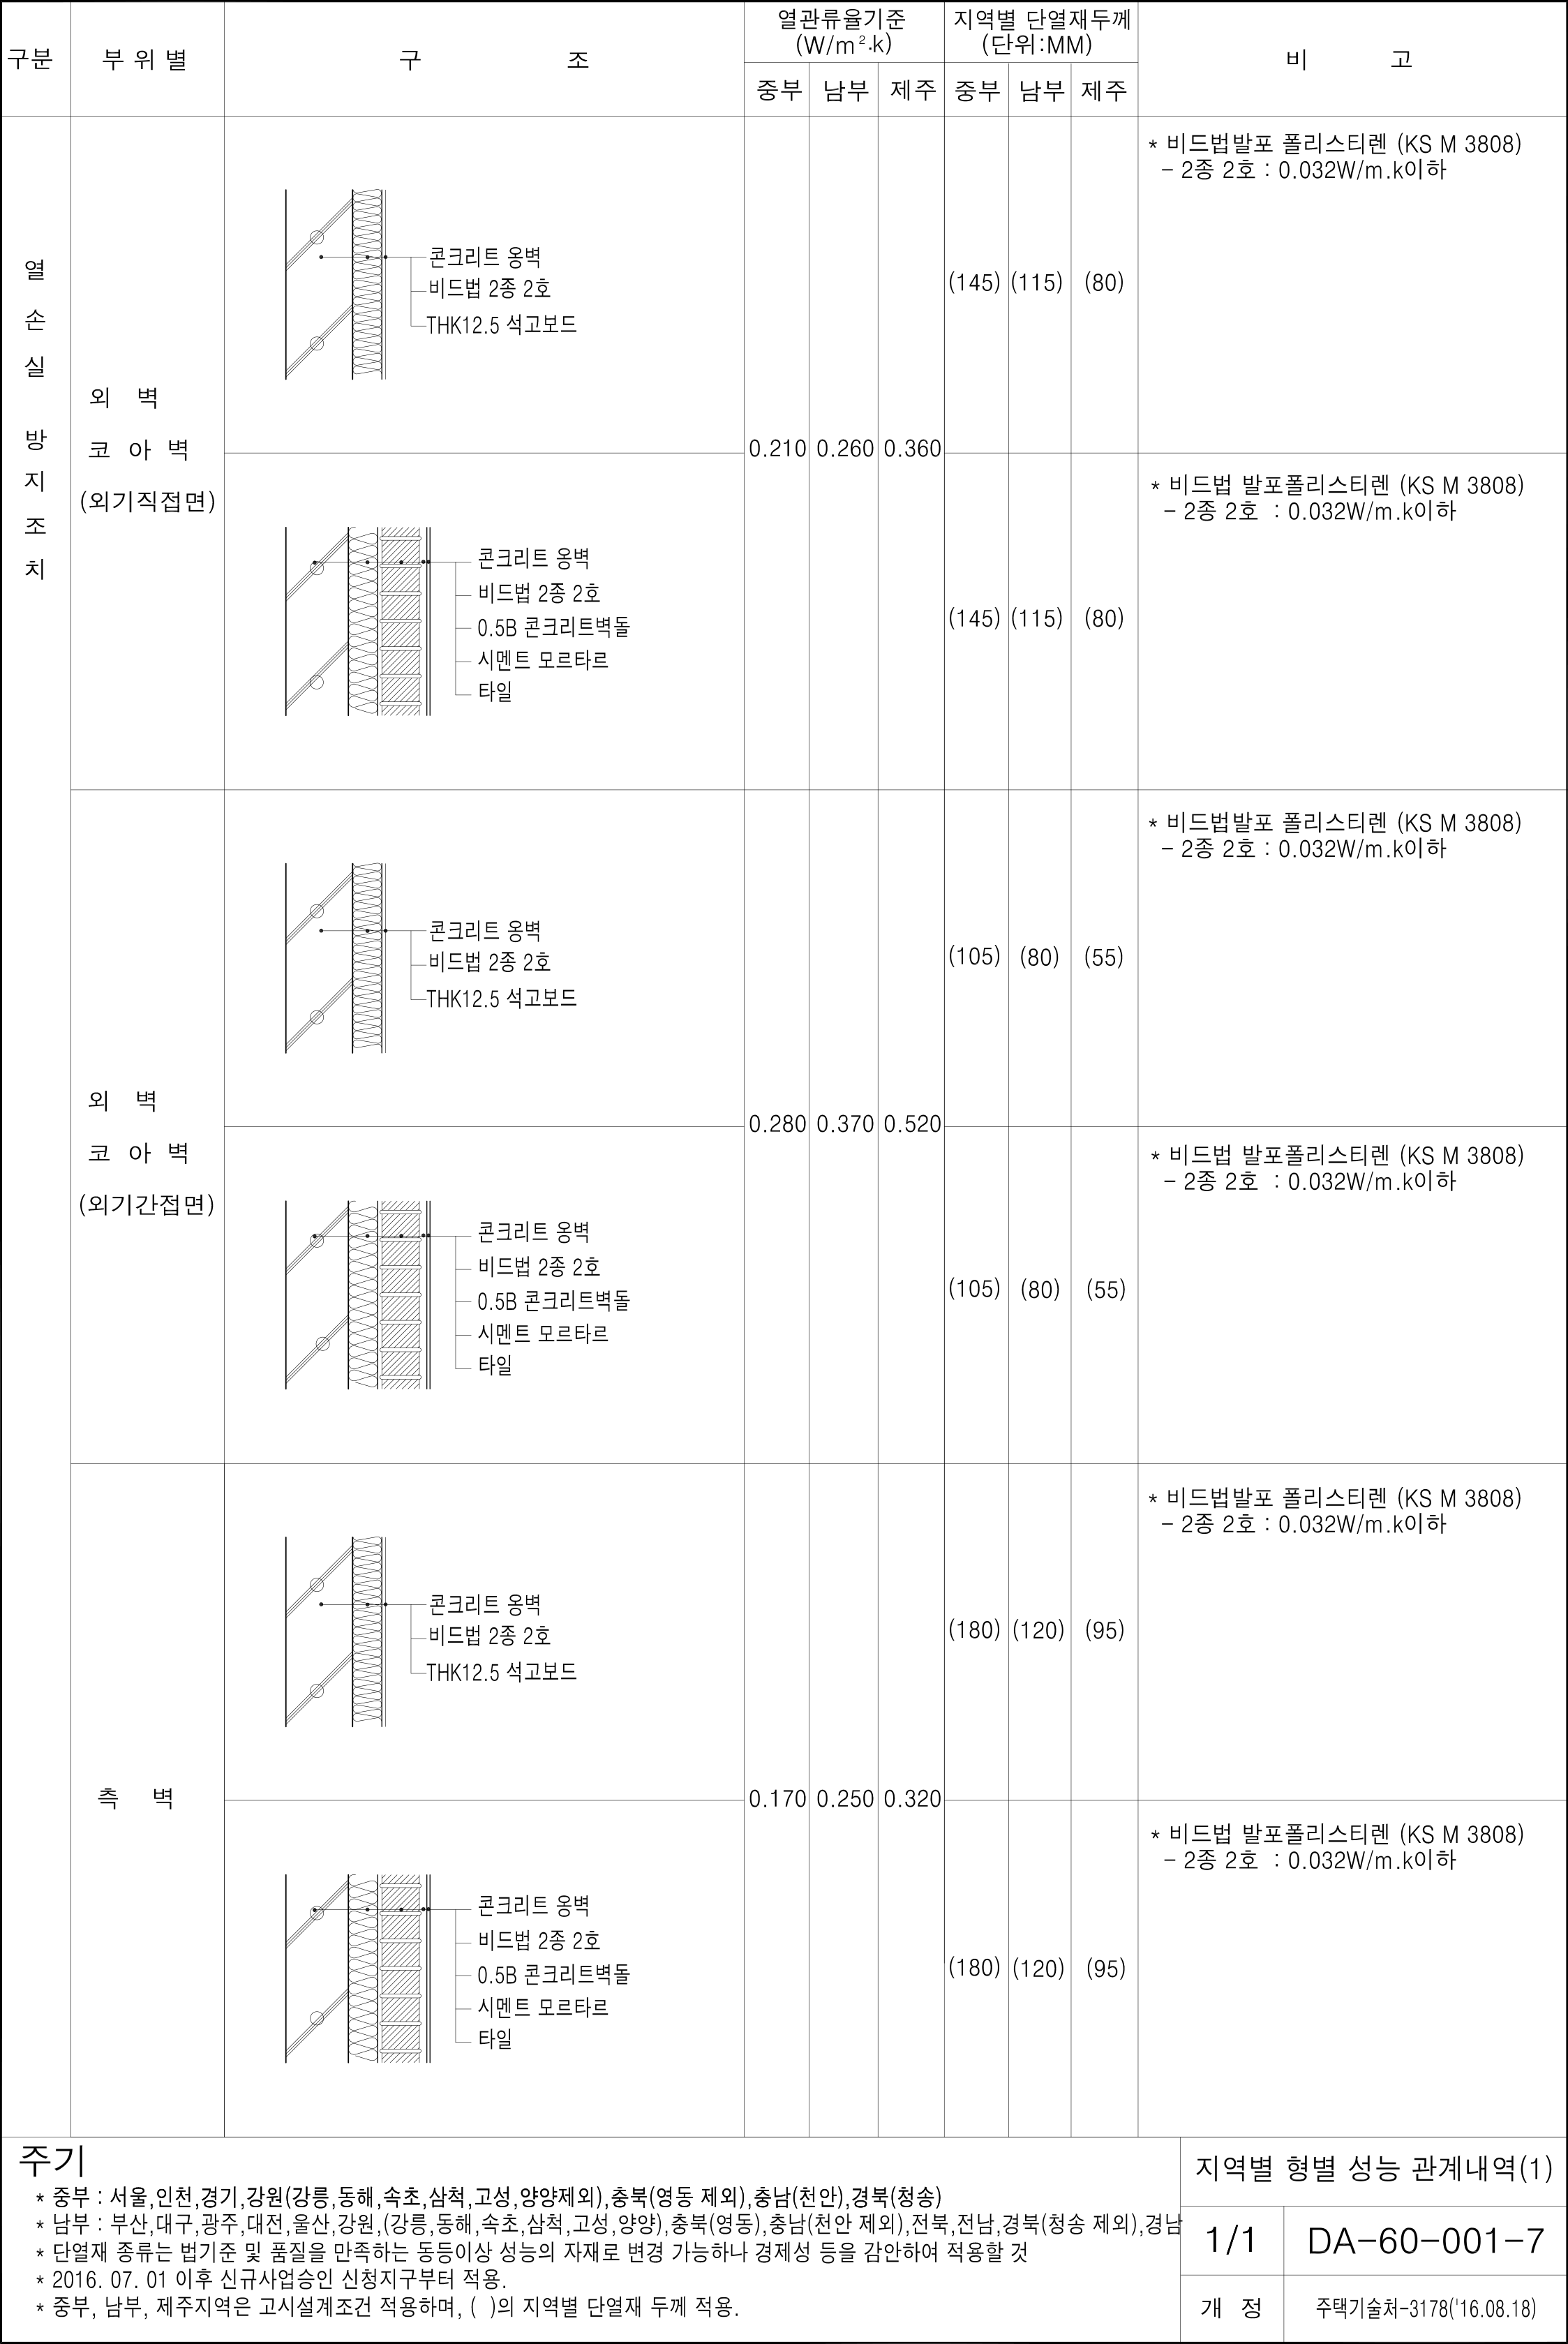 구분
부 위 별
구 조
열관류율기준
(W/m².k)
지역별 단열재두께
(단위:MM)
비 고
중부 남부 제주 중부 남부 제주
열손실 방지조치
외 벽
코 아 벽
(외기직접면)
콘크리트 옹벽
비드법 2종 2호
THK12.5 석고보드
0.210 0.260 0.360
(145) (115) (80)
* 비드법발포 폴리스티렌 (KS M 3808)
- 2종 2호 : 0.032W/m.k이하
콘크리트 옹벽
비드법 2종 2호
0.5B 콘크리트벽돌
시멘트 모르타르
타일
(145) (115) (80)
* 비드법 발포폴리스티렌 (KS M 3808)
- 2종 2호 : 0.032W/m.k이하
외 벽
코 아 벽
(외기간접면)
콘크리트 옹벽
비드법 2종 2호
THK12.5 석고보드
0.280 0.370 0.520
(105) (80) (55)
* 비드법발포 폴리스티렌 (KS M 3808)
- 2종 2호 : 0.032W/m.k이하
콘크리트 옹벽
비드법 2종 2호
0.5B 콘크리트벽돌
시멘트 모르타르
타일
(105) (80) (55)
* 비드법 발포폴리스티렌 (KS M 3808)
- 2종 2호 : 0.032W/m.k이하
측 벽
콘크리트 옹벽
비드법 2종 2호
THK12.5 석고보드
0.170 0.250 0.320
(180) (120) (95)
* 비드법발포 폴리스티렌 (KS M 3808)
- 2종 2호 : 0.032W/m.k이하
콘크리트 옹벽
비드법 2종 2호
0.5B 콘크리트벽돌
시멘트 모르타르
타일
(180) (120) (95)
* 비드법 발포폴리스티렌 (KS M 3808)
- 2종 2호 : 0.032W/m.k이하
주기
* 중부 : 서울,인천,경기,강원(강릉,동해,속초,삼척,고성,양양제외),충북(영동 제외),충남(천안),경북(청송)
* 남부 : 부산,대구,광주,대전,울산,강원,(강릉,동해,속초,삼척,고성,양양),충북(영동),충남(천안 제외),전북,전남,경북(청송 제외),경남
* 단열재 종류는 법기준 및 품질을 만족하는 동등이상 성능의 자재로 변경 가능하나 경제성 등을 감안하여 적용할 것
* 2016. 07. 01 이후 신규사업승인 신청지구부터 적용.
* 중부, 남부, 제주지역은 고시설계조건 적용하며, ( )의 지역별 단열재 두께 적용.
지역별 형별 성능 관계내역(1)
1/1 DA-60-001-7
개 정 주택기술처-3178('16.08.18)